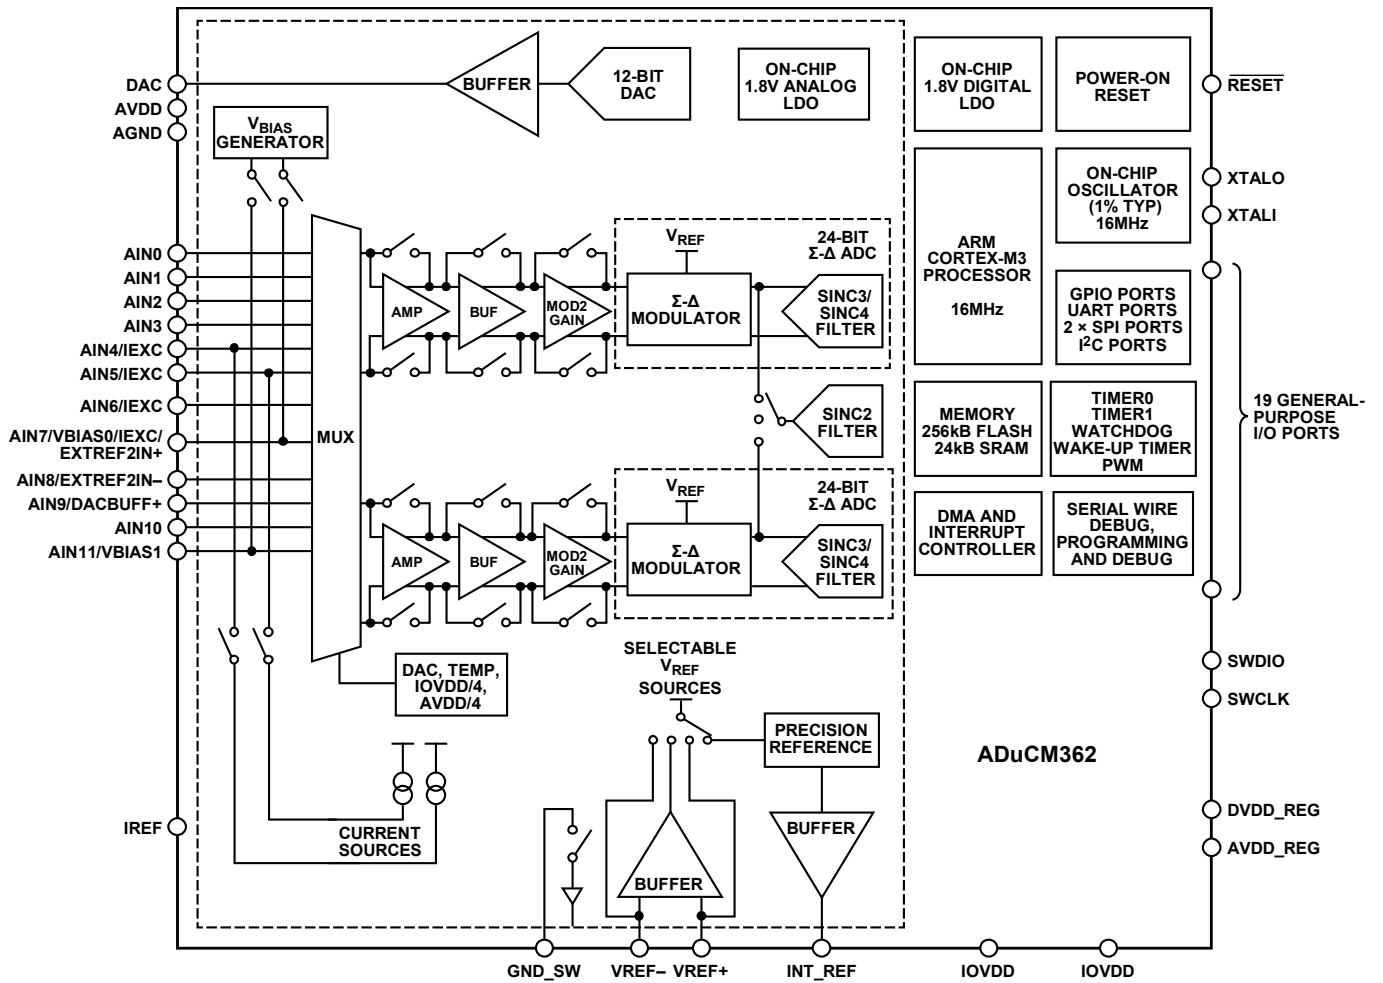 DAC
AVDD
AGND
AIN0
AIN1
AIN2
AIN3
AIN4/IEXC
AIN5/IEXC
AIN6/IEXC
AIN7/VBIAS0/IEXC/
EXTREF2IN+
AIN8/EXTREF2IN–
AIN9/DACBUFF+
AIN10
AIN11/VBIAS1
IREF
VBIAS
GENERATOR
BUFFER
12-BIT
DAC
ON-CHIP
1.8V ANALOG
LDO
MUX
AMP
BUF
MOD2
GAIN
VREF
Σ-Δ
MODULATOR
24-BIT
Σ-Δ ADC
SINC3/
SINC4
FILTER
SINC2
FILTER
AMP
BUF
MOD2
GAIN
VREF
Σ-Δ
MODULATOR
24-BIT
Σ-Δ ADC
SINC3/
SINC4
FILTER
DAC, TEMP,
IOVDD/4,
AVDD/4
CURRENT
SOURCES
SELECTABLE
VREF
SOURCES
PRECISION
REFERENCE
BUFFER
BUFFER
ON-CHIP
1.8V DIGITAL
LDO
POWER-ON
RESET
ARM
CORTEX-M3
PROCESSOR
16MHz
ON-CHIP
OSCILLATOR
(1% TYP)
16MHz
GPIO PORTS
UART PORTS
2 × SPI PORTS
I2C PORTS
MEMORY
256kB FLASH
24kB SRAM
TIMER0
TIMER1
WATCHDOG
WAKE-UP TIMER
PWM
DMA AND
INTERRUPT
CONTROLLER
SERIAL WIRE
DEBUG,
PROGRAMMING
AND DEBUG
ADuCM362
RESET
XTALO
XTALI
19 GENERAL-
PURPOSE
I/O PORTS
SWDIO
SWCLK
DVDD_REG
AVDD_REG
GND_SW
VREF–
VREF+
INT_REF
IOVDD
IOVDD